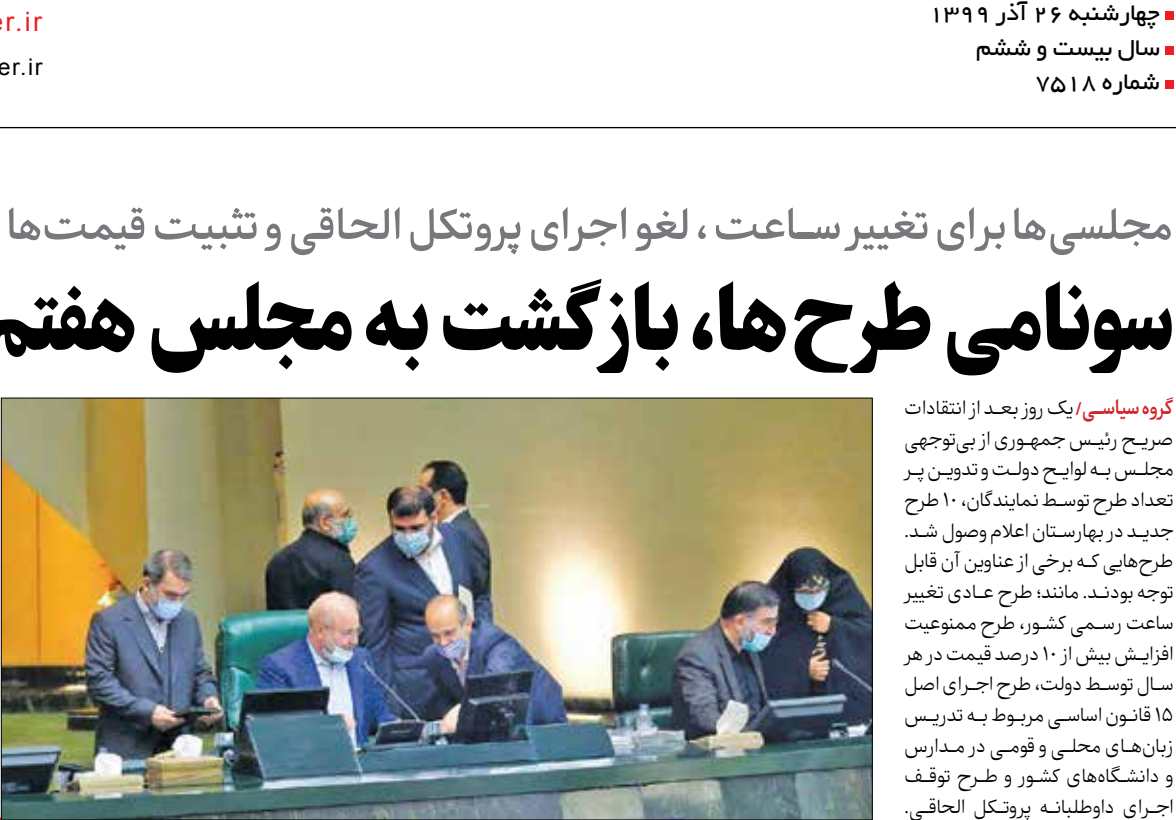 چهارشنبه ۲۶ آذر ۱۳۹۹
سال بیست و ششم
شماره ۷۵۱۸
er.ir
er.ir
مجلسی‌ها برای تغییر ساعت ، لغو اجرای پروتکل الحاقی و تثبیت قیمت‌ها
سونامی طرح‌ها، بازگشت به مجلس هفتم
گروه سیاسی/ یک روز بعد از انتقادات
صریح رئیس جمهوری از بی‌توجهی
مجلس به لوایح دولت و تدوین پر
تعداد طرح توسط نمایندگان، ۱۰ طرح
جدید در بهارستان اعلام وصول شد.
طرح‌هایی که برخی از عناوین آن قابل
توجه بودند. مانند؛ طرح عادی تغییر
ساعت رسمی کشور، طرح ممنوعیت
افزایش بیش از ۱۰ درصد قیمت در هر
سال توسط دولت، طرح اجرای اصل
۱۵ قانون اساسی مربوط به تدریس
زبان‌های محلی و قومی در مدارس
و دانشگاه‌های کشور و طرح توقف
اجرای داوطلبانه پروتکل الحاقی.